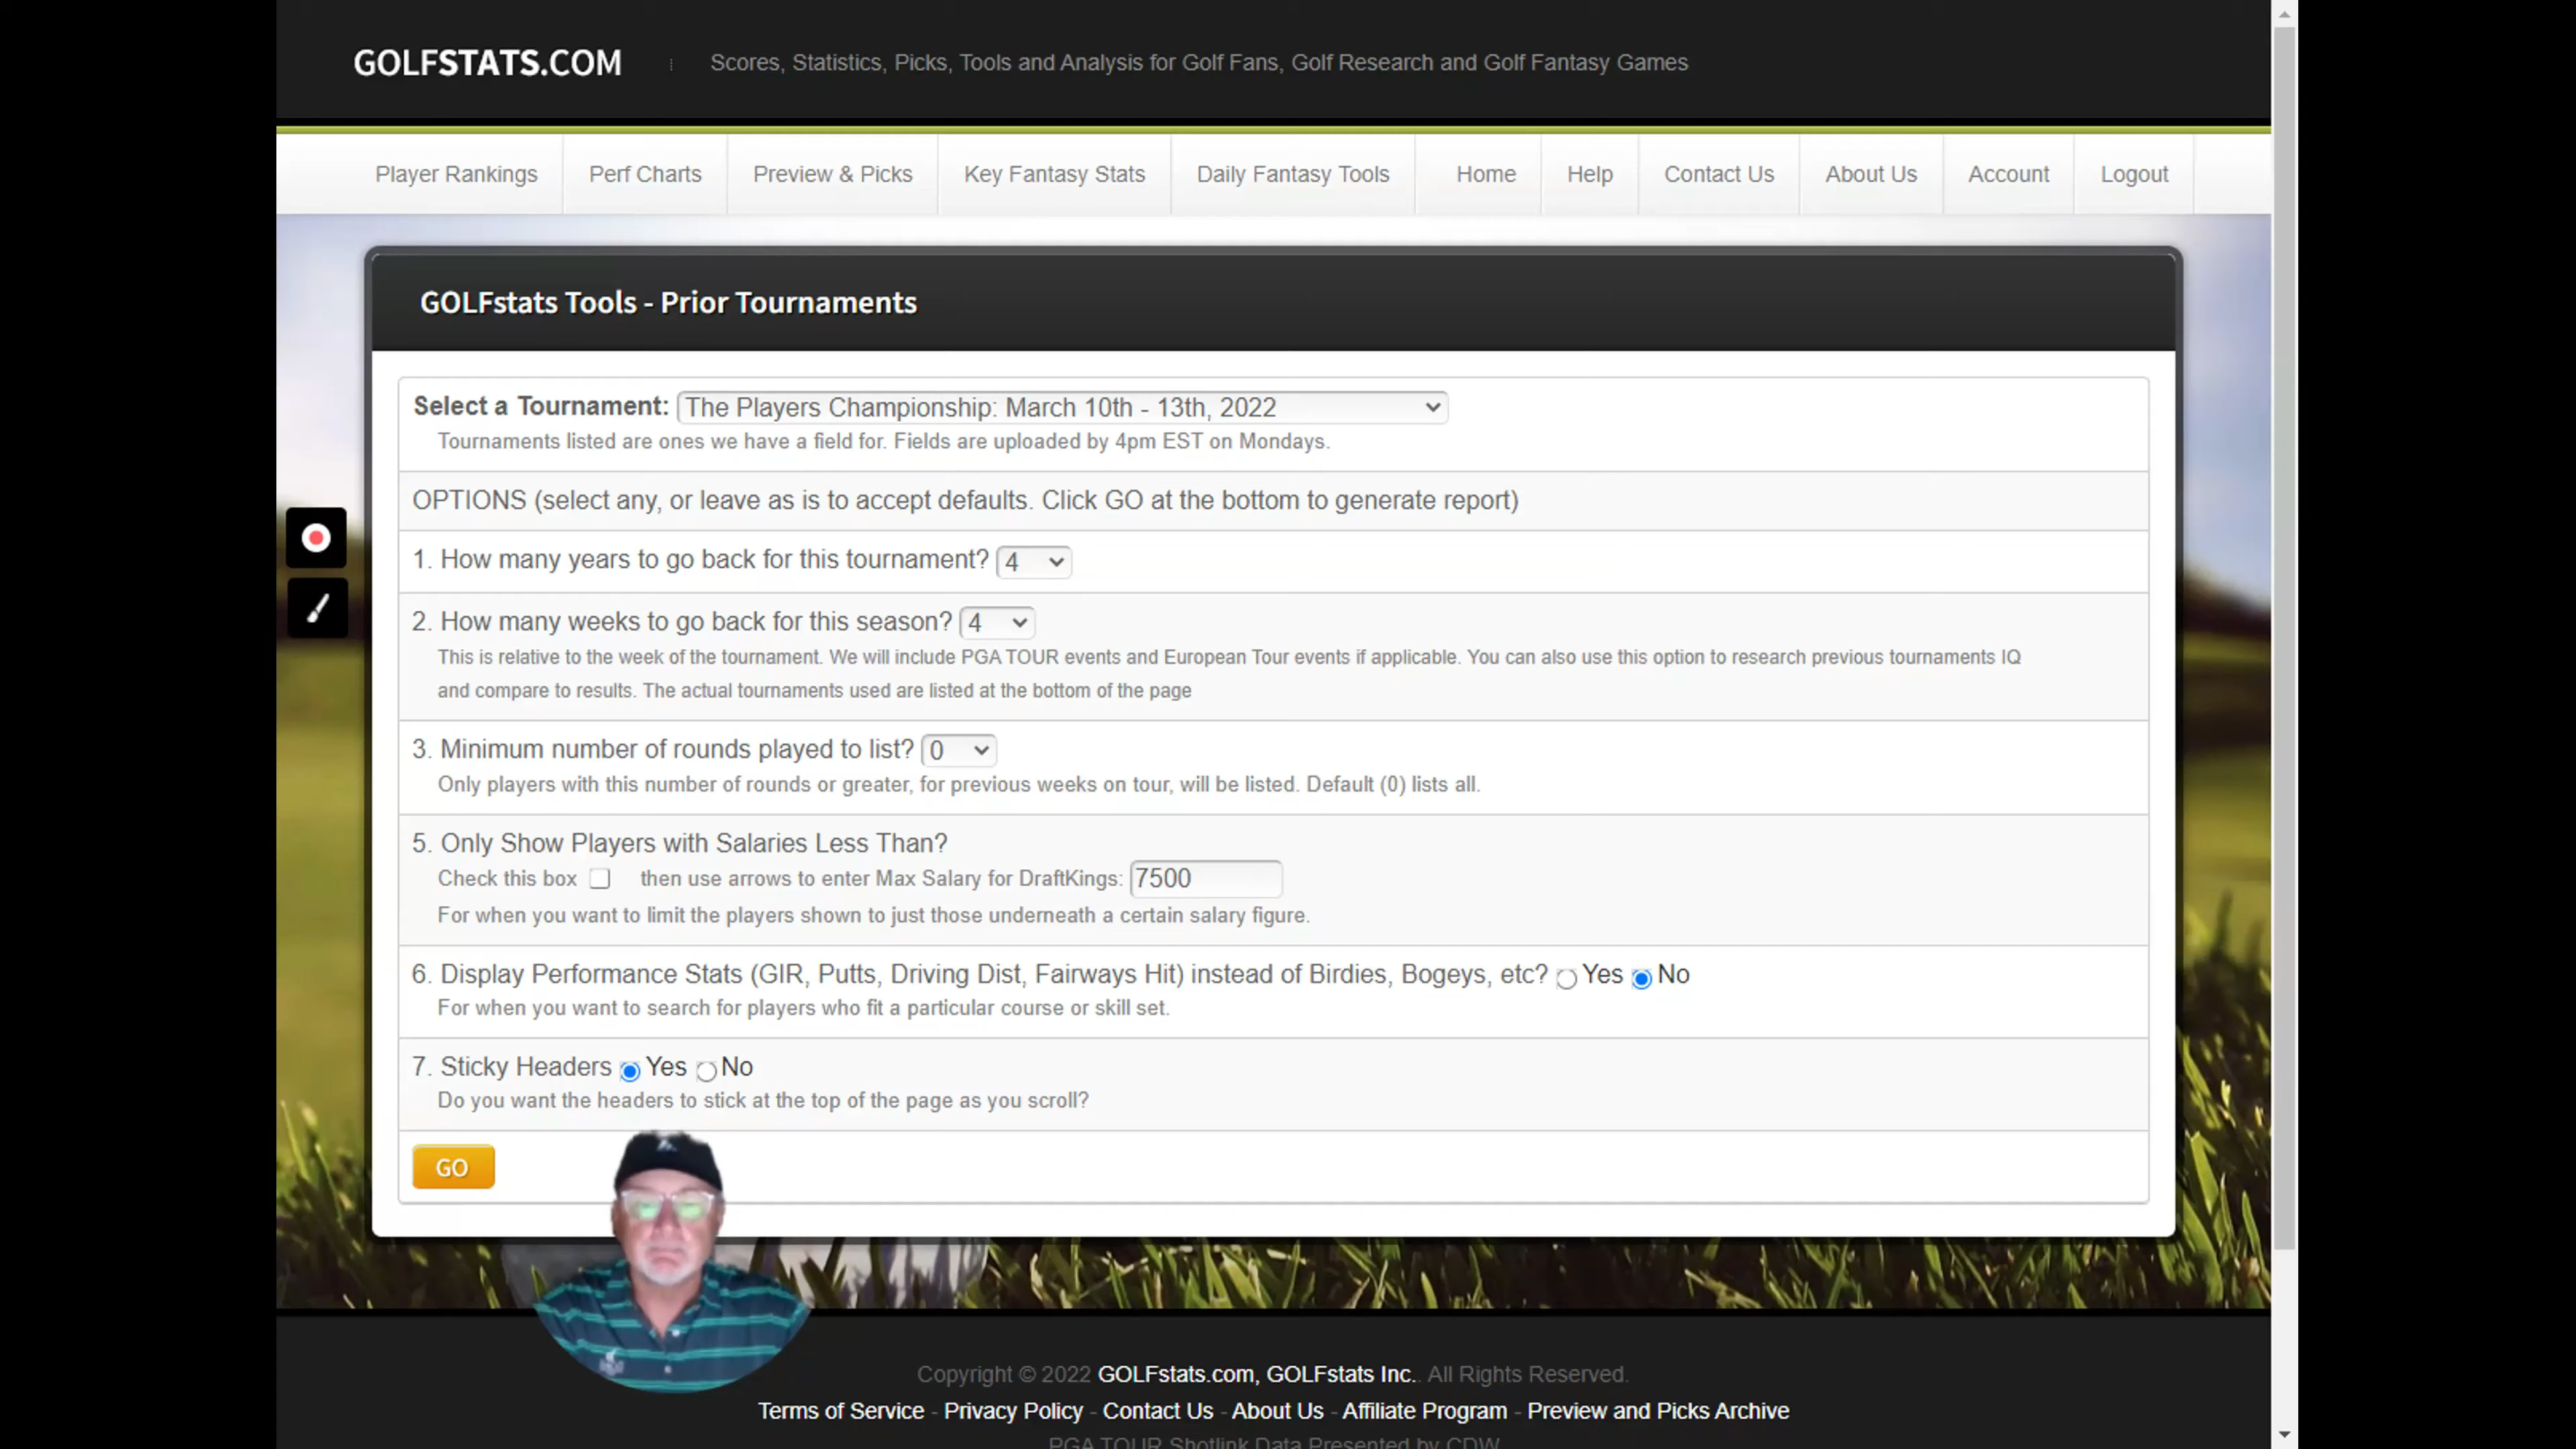 GOLFSTATS.COM
Scores, Statistics, Picks, Tools and Analysis for Golf Fans, Golf Research and Golf Fantasy Games
Player Rankings
Perf Charts
Preview & Picks
Key Fantasy Stats
Daily Fantasy Tools
Home
Help
Contact Us
About Us
Account
Logout
GOLFstats Tools - Prior Tournaments
Select a Tournament: The Players Championship: March 10th - 13th, 2022
Tournaments listed are ones we have a field for. Fields are uploaded by 4pm EST on Mondays.
OPTIONS (select any, or leave as is to accept defaults. Click GO at the bottom to generate report)
1. How many years to go back for this tournament? 4
2. How many weeks to go back for this season? 4
This is relative to the week of the tournament. We will include PGA TOUR events and European Tour events if applicable. You can also use this option to research previous tournaments IQ
and compare to results. The actual tournaments used are listed at the bottom of the page
3. Minimum number of rounds played to list? 0
Only players with this number of rounds or greater, for previous weeks on tour, will be listed. Default (0) lists all.
5. Only Show Players with Salaries Less Than?
Check this box then use arrows to enter Max Salary for DraftKings: 7500
For when you want to limit the players shown to just those underneath a certain salary figure.
6. Display Performance Stats (GIR, Putts, Driving Dist, Fairways Hit) instead of Birdies, Bogeys, etc? Yes No
For when you want to search for players who fit a particular course or skill set.
7. Sticky Headers Yes No
Do you want the headers to stick at the top of the page as you scroll?
GO
Copyright © 2022 GOLFstats.com, GOLFstats Inc.. All Rights Reserved.
Terms of Service - Privacy Policy - Contact Us - About Us - Affiliate Program - Preview and Picks Archive
PGA TOUR Shotlink Data Presented by CDW